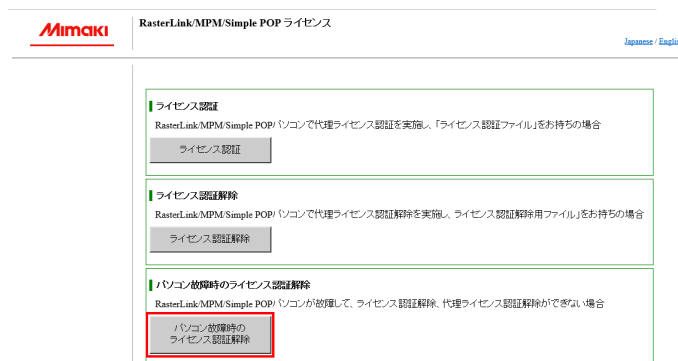 Mimaki
RasterLink/MPM/Simple POP ライセンス
Japanese / Englis
ライセンス認証
RasterLink/MPM/Simple POPパソコンで代理ライセンス認証を実施し、「ライセンス認証ファイル」をお持ちの場合
ライセンス認証
ライセンス認証解除
RasterLink/MPM/Simple POPパソコンで代理ライセンス認証解除を実施し、ライセンス認証解除用ファイル」をお持ちの場合
ライセンス認証解除
パソコン故障時のライセンス認証解除
RasterLink/MPM/Simple POPパソコンが故障して、ライセンス認証解除、代理ライセンス認証解除ができない場合
パソコン故障時の
ライセンス認証解除